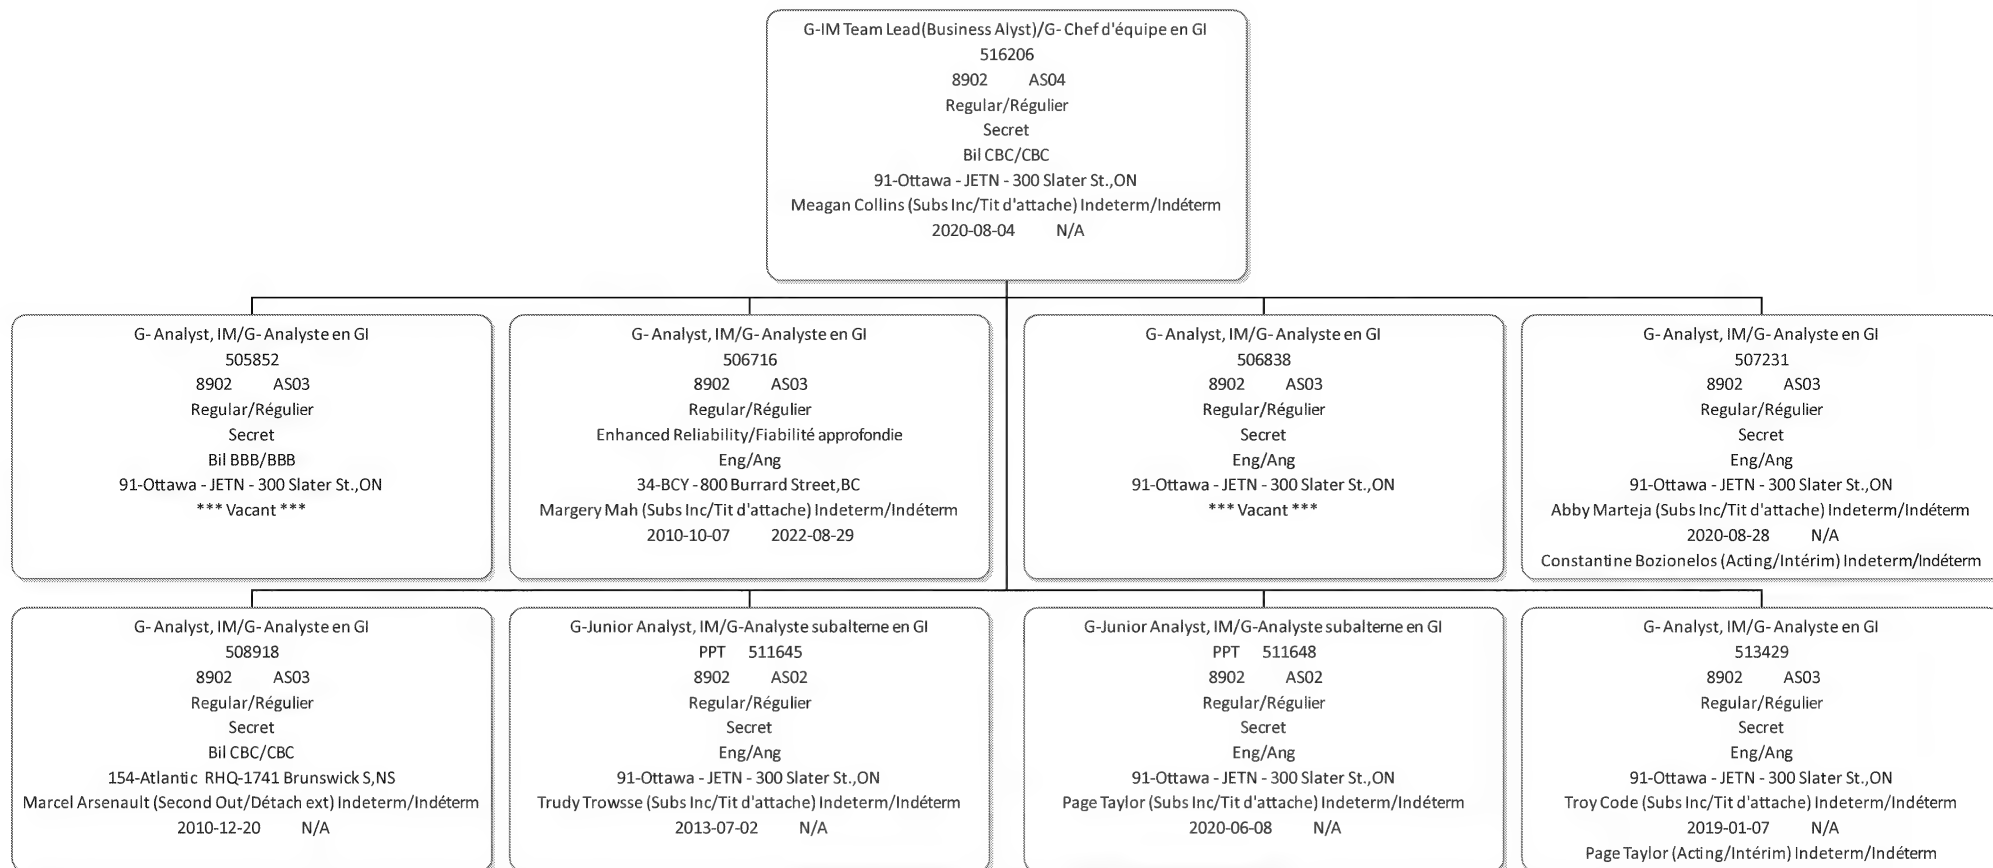 G-IM Team Lead(Business Alyst)/G- Chef d'équipe en GI
516206
8902 AS04
Regular/Régulier
Secret
Bil CBC/CBC
91-Ottawa - JETN - 300 Slater St.,ON
Meagan Collins (Subs Inc/Tit d'attache) Indeterm/Indéterm
2020-08-04 N/A
G- Analyst, IM/G- Analyste en GI
505852
8902 AS03
Regular/Régulier
Secret
Bil BBB/BBB
91-Ottawa - JETN - 300 Slater St.,ON
*** Vacant ***
G- Analyst, IM/G- Analyste en GI
506716
8902 AS03
Regular/Régulier
Enhanced Reliability/Fiabilité approfondie
Eng/Ang
34-BCY - 800 Burrard Street,BC
Margery Mah (Subs Inc/Tit d'attache) Indeterm/Indéterm
2010-10-07 2022-08-29
G- Analyst, IM/G- Analyste en GI
506838
8902 AS03
Regular/Régulier
Secret
Eng/Ang
91-Ottawa - JETN - 300 Slater St.,ON
*** Vacant ***
G- Analyst, IM/G- Analyste en GI
507231
8902 AS03
Regular/Régulier
Secret
Eng/Ang
91-Ottawa - JETN - 300 Slater St.,ON
Abby Marteja (Subs Inc/Tit d'attache) Indeterm/Indéterm
2020-08-28 N/A
Constantine Bozionelos (Acting/Intérim) Indeterm/Indéterm
G- Analyst, IM/G- Analyste en GI
508918
8902 AS03
Regular/Régulier
Secret
Bil CBC/CBC
154-Atlantic RHQ-1741 Brunswick S,NS
Marcel Arsenault (Second Out/Détach ext) Indeterm/Indéterm
2010-12-20 N/A
G-Junior Analyst, IM/G-Analyste subalterne en GI
PPT 511645
8902 AS02
Regular/Régulier
Secret
Eng/Ang
91-Ottawa - JETN - 300 Slater St.,ON
Trudy Trowsse (Subs Inc/Tit d'attache) Indeterm/Indéterm
2013-07-02 N/A
G-Junior Analyst, IM/G-Analyste subalterne en GI
PPT 511648
8902 AS02
Regular/Régulier
Secret
Eng/Ang
91-Ottawa - JETN - 300 Slater St.,ON
Page Taylor (Subs Inc/Tit d'attache) Indeterm/Indéterm
2020-06-08 N/A
G- Analyst, IM/G- Analyste en GI
513429
8902 AS03
Regular/Régulier
Secret
Eng/Ang
91-Ottawa - JETN - 300 Slater St.,ON
Troy Code (Subs Inc/Tit d'attache) Indeterm/Indéterm
2019-01-07 N/A
Page Taylor (Acting/Intérim) Indeterm/Indéterm